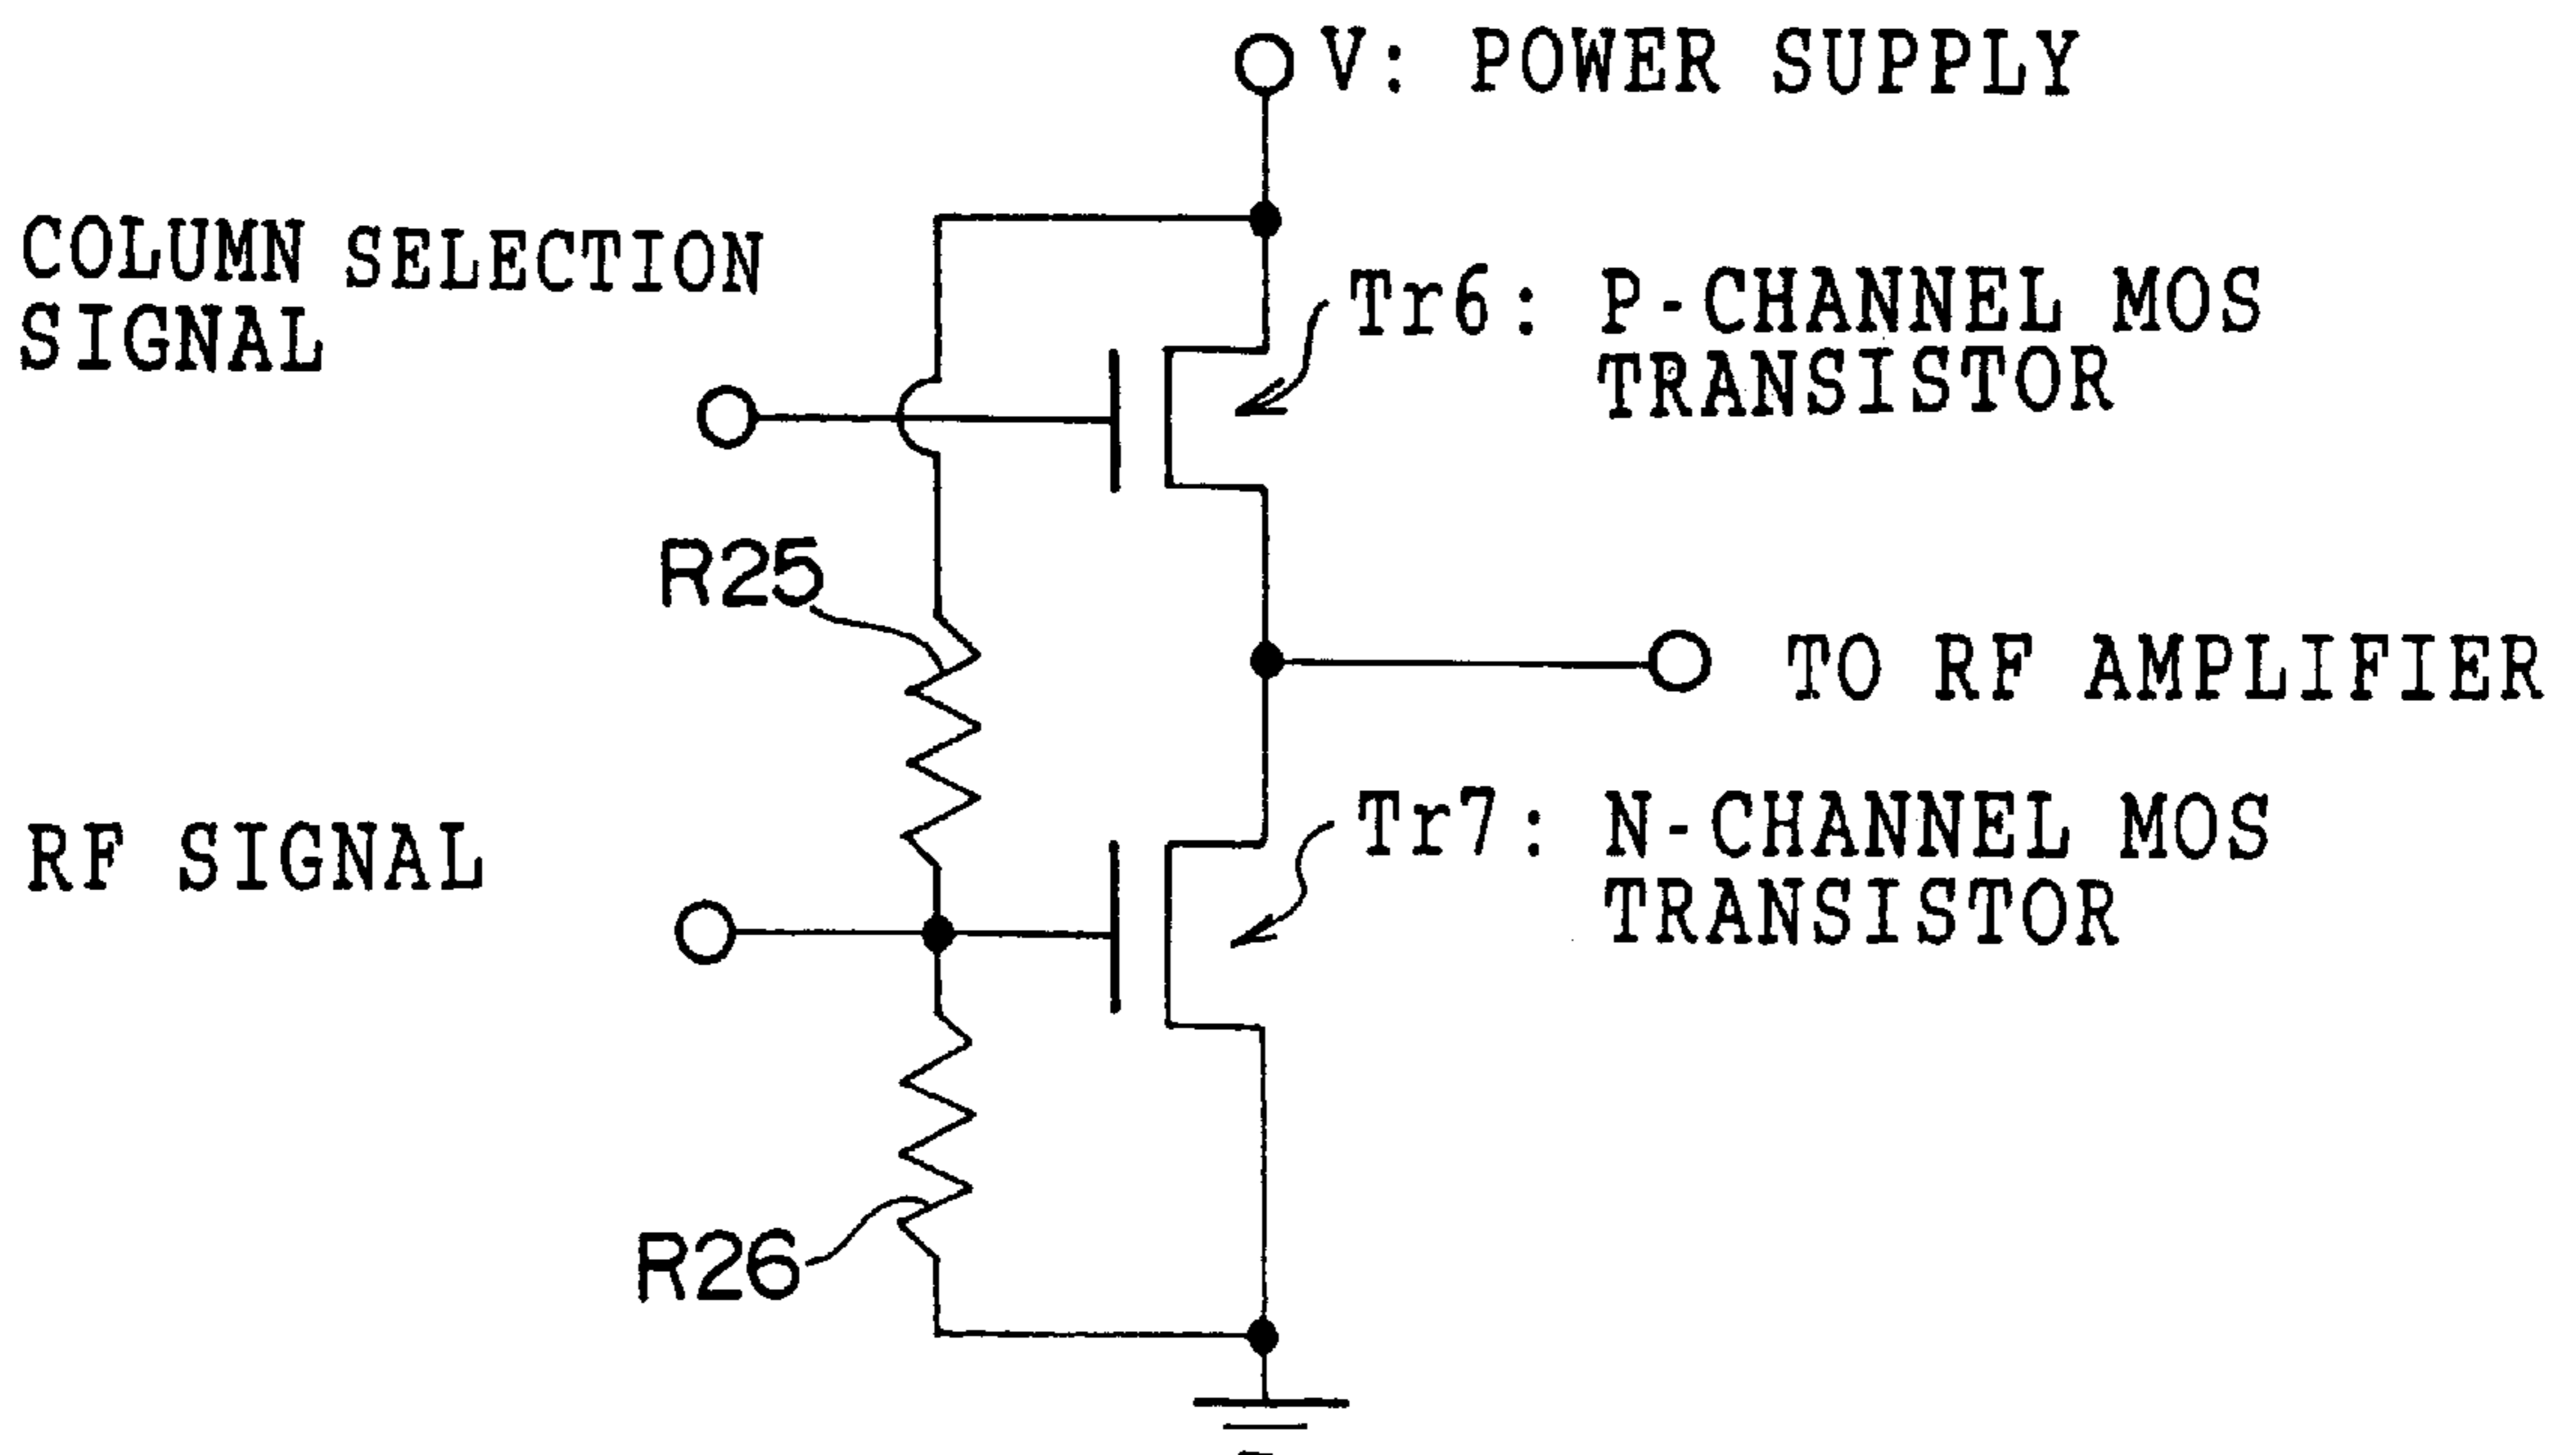 V: POWER SUPPLY
COLUMN SELECTION
SIGNAL
Tr6: P-CHANNEL MOS
TRANSISTOR
R25
TO RF AMPLIFIER
RF SIGNAL
Tr7: N-CHANNEL MOS
TRANSISTOR
R26